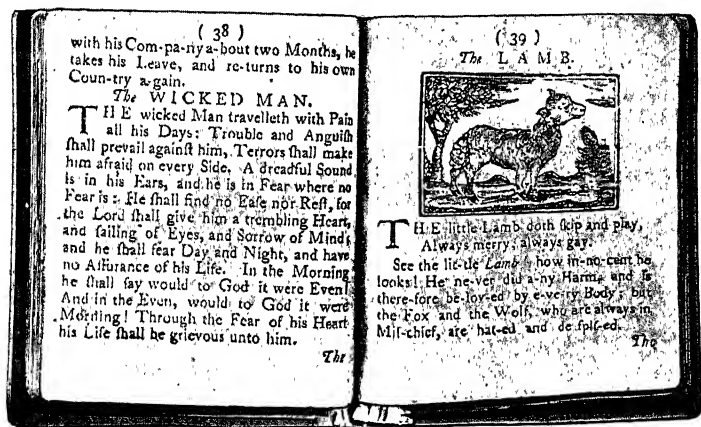 ( 38 )
with his Com-pa-ny a-bout two Months, he
takes his Leave, and re-turns to his own
Coun-try a-gain.
The WICKED MAN.
THE wicked Man travelleth with Pain
all his Days: Trouble and Anguiſh
ſhall prevail againſt him, Terrors ſhall make
him afraid on every Side. A dreadful Sound
is in his Ears, and he is in Fear where no
Fear is: He ſhall find no Eaſe nor Reſt, for
the Lord ſhall give him a trembling Heart,
and failing of Eyes, and Sorrow of Mind,
and he ſhall fear Day and Night, and have
no Aſſurance of his Life. In the Morning
he ſhall ſay would to God it were Even!
And in the Even, would to God it were
Morning! Through the Fear of his Heart
his Life ſhall be grievous unto him.
The
( 39 )
The LAMB.
THE little Lamb doth ſkip and play,
Always merry, always gay.
See the lit-tle Lamb how in-no-cent he
looks! He ne-ver did a-ny Harm, and is
there-fore be-lov-ed by e-ve-ry Body; but
the Fox and the Wolf, who are always in
Miſ-chief, are hat-ed and de ſpiſ-ed.
The